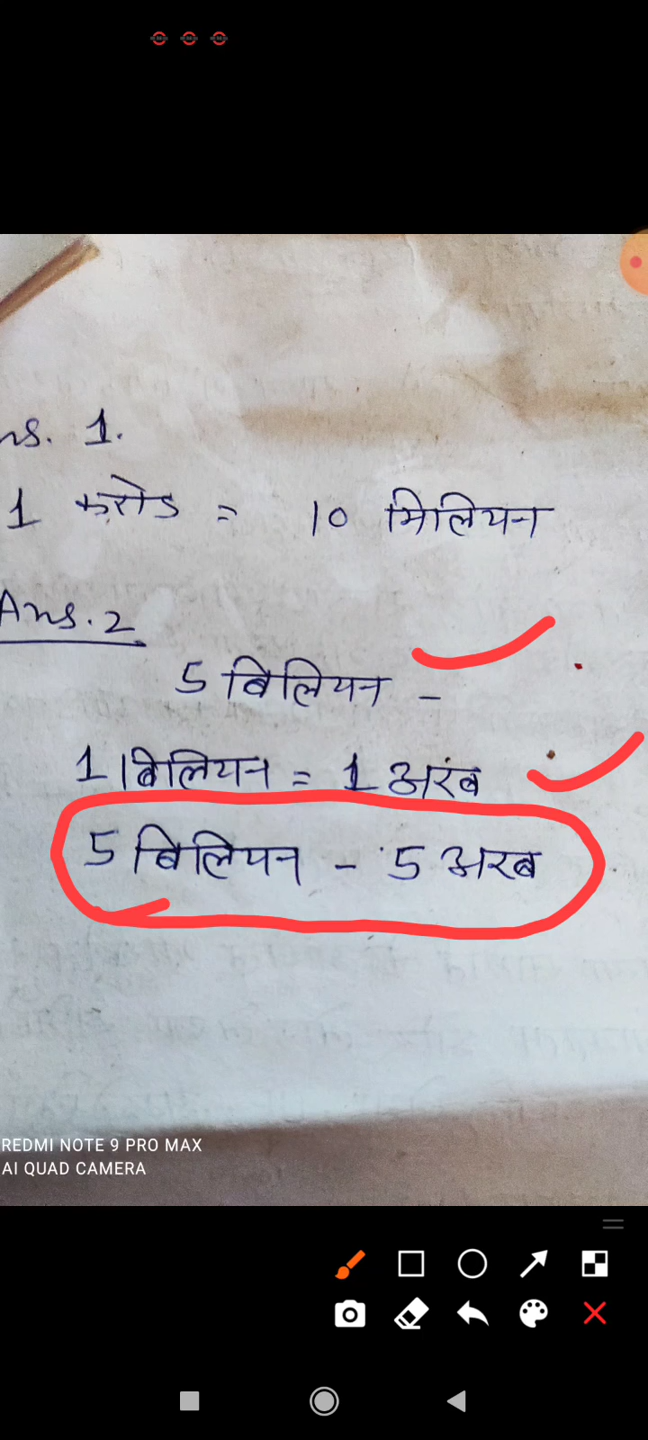 ns. 1.
1 करोड = 10 मिलियन
Ans. 2
5 बिलियन -
1 बिलियन = 1 अरब
5 बिलियन - 5 अरब
REDMI NOTE 9 PRO MAX
AI QUAD CAMERA